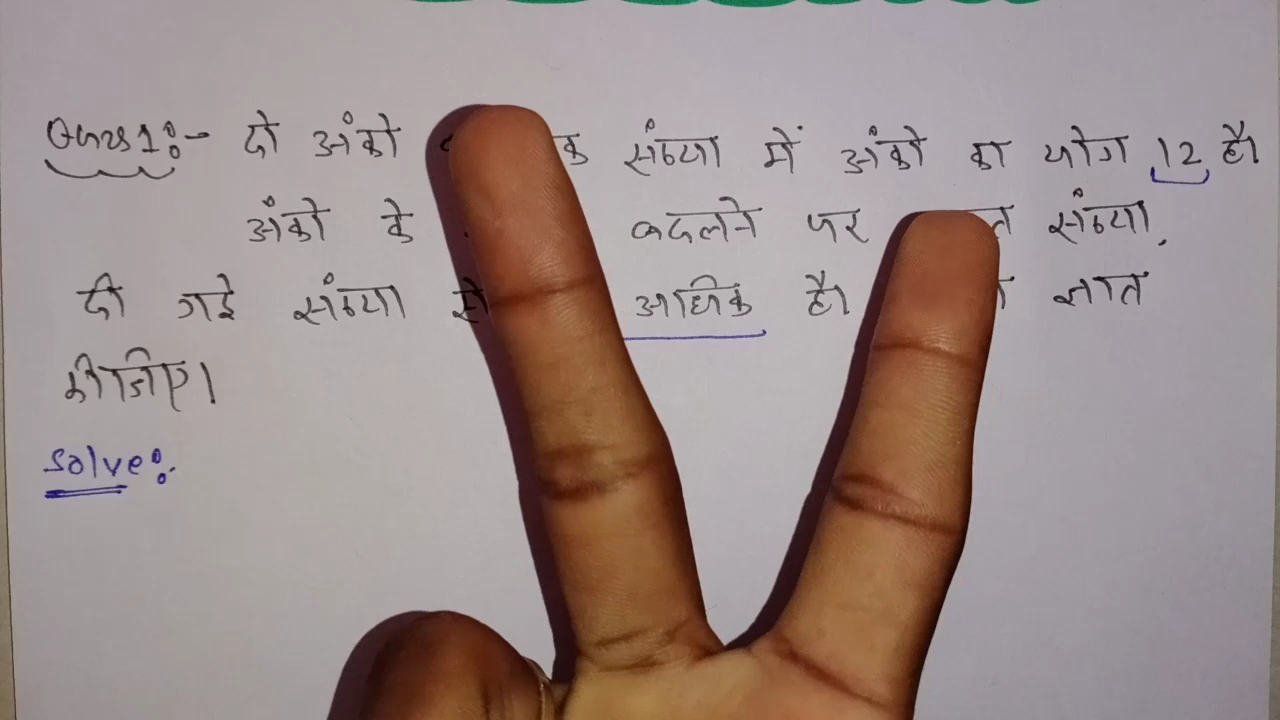 Ques 1:- दो अंको संख्या में अंको का योग 12 है।
अंको के बदलने पर संख्या,
दी गई संख्या से अधिक है। ज्ञात
कीजिए।
Solve:-